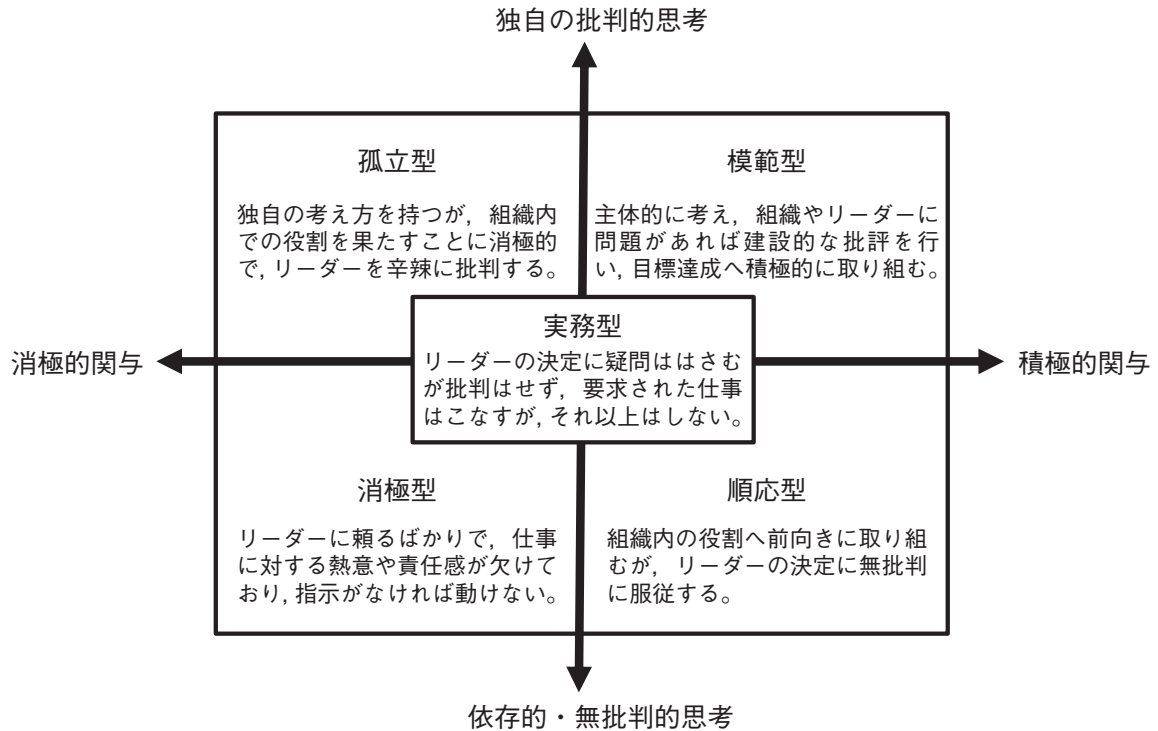 独自の批判的思考
孤立型
独自の考え方を持つが，組織内
での役割を果たすことに消極的
で，リーダーを辛辣に批判する。
模範型
主体的に考え，組織やリーダーに
問題があれば建設的な批評を行
い，目標達成へ積極的に取り組む。
消極的関与
実務型
リーダーの決定に疑問ははさむ
が批判はせず，要求された仕事
はこなすが，それ以上はしない。
積極的関与
消極型
リーダーに頼るばかりで，仕事
に対する熱意や責任感が欠けて
おり，指示がなければ動けない。
順応型
組織内の役割へ前向きに取り組
むが，リーダーの決定に無批判
に服従する。
依存的・無批判的思考